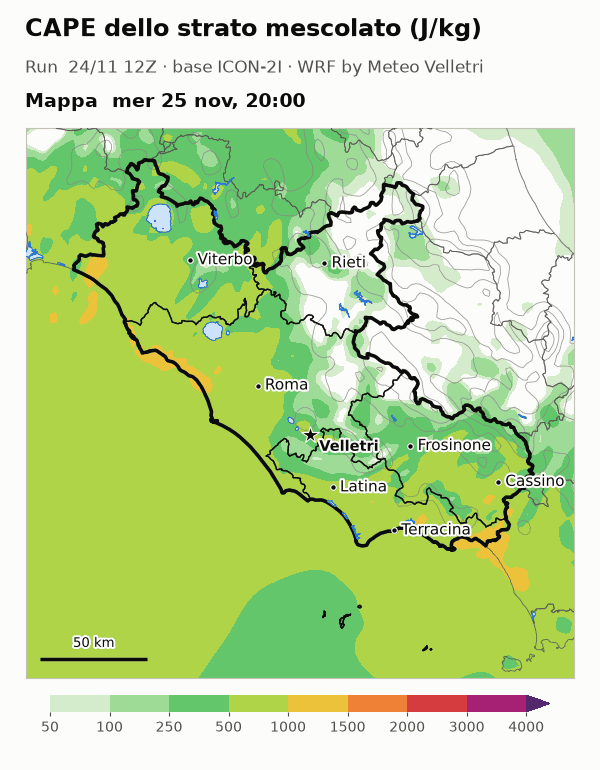 CAPE dello strato mescolato (J/kg)
Run 24/11 12Z · base ICON-2I · WRF by Meteo Velletri
Mappa mer 25 nov, 20:00
Viterbo
Rieti
Roma
Velletri
Frosinone
Cassino
Latina
Terracina
50 km
50 100 250 500 1000 1500 2000 3000 4000